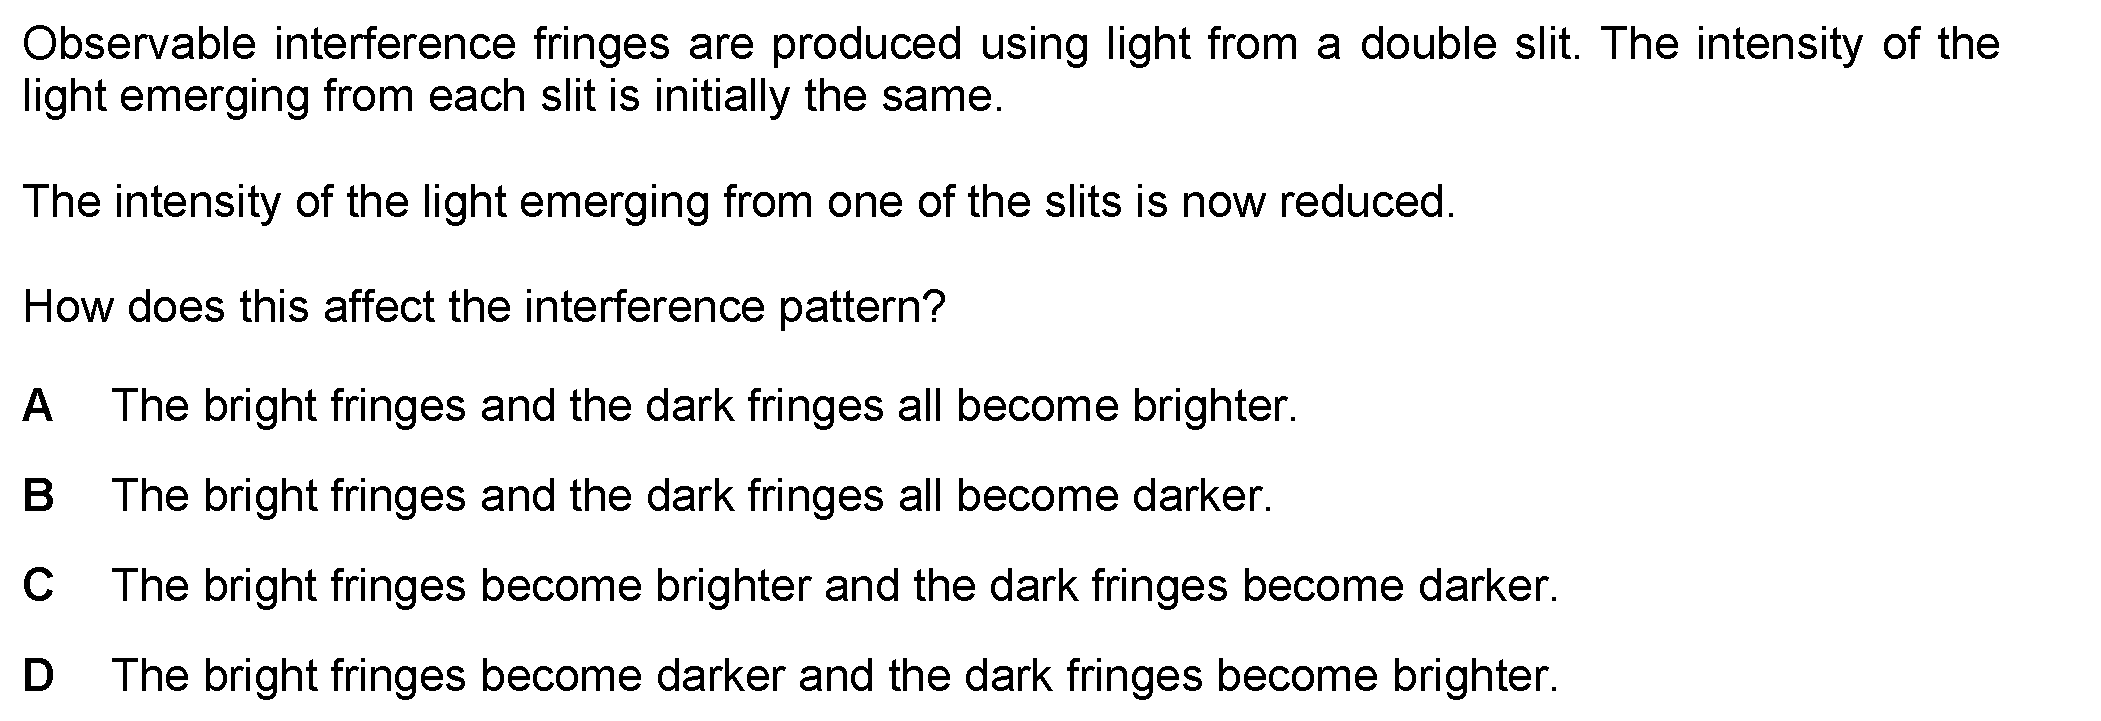 Observable interference fringes are produced using light from a double slit. The intensity of the
light emerging from each slit is initially the same.
The intensity of the light emerging from one of the slits is now reduced.
How does this affect the interference pattern?
A The bright fringes and the dark fringes all become brighter.
B The bright fringes and the dark fringes all become darker.
C The bright fringes become brighter and the dark fringes become darker.
D The bright fringes become darker and the dark fringes become brighter.